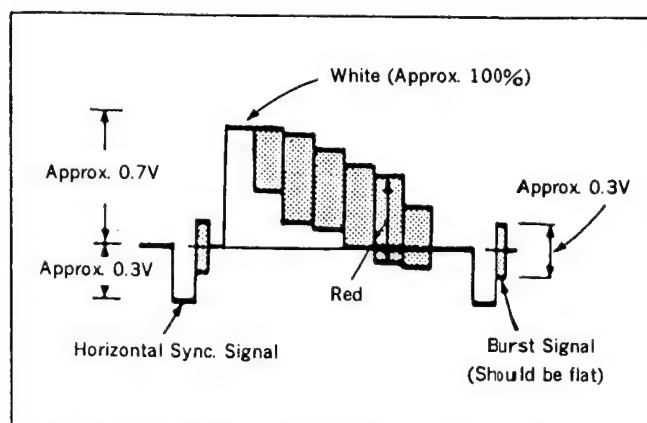 White (Approx. 100%)
Approx. 0.7V
Approx. 0.3V
Approx. 0.3V
Red
Horizontal Sync. Signal
Burst Signal
(Should be flat)